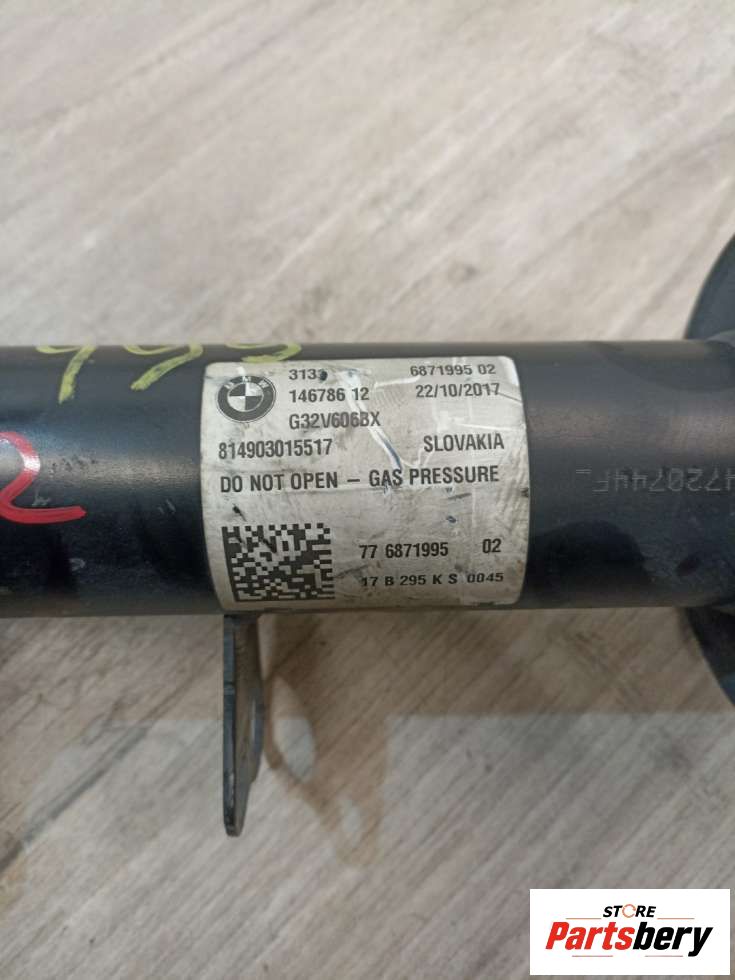 BMW
3133 6871995 02
146786 12 22/10/2017
G32V606BX
814903015517 SLOVAKIA
DO NOT OPEN – GAS PRESSURE
77 6871995 02
17 B 295 K S 0045
STORE
Partsbery